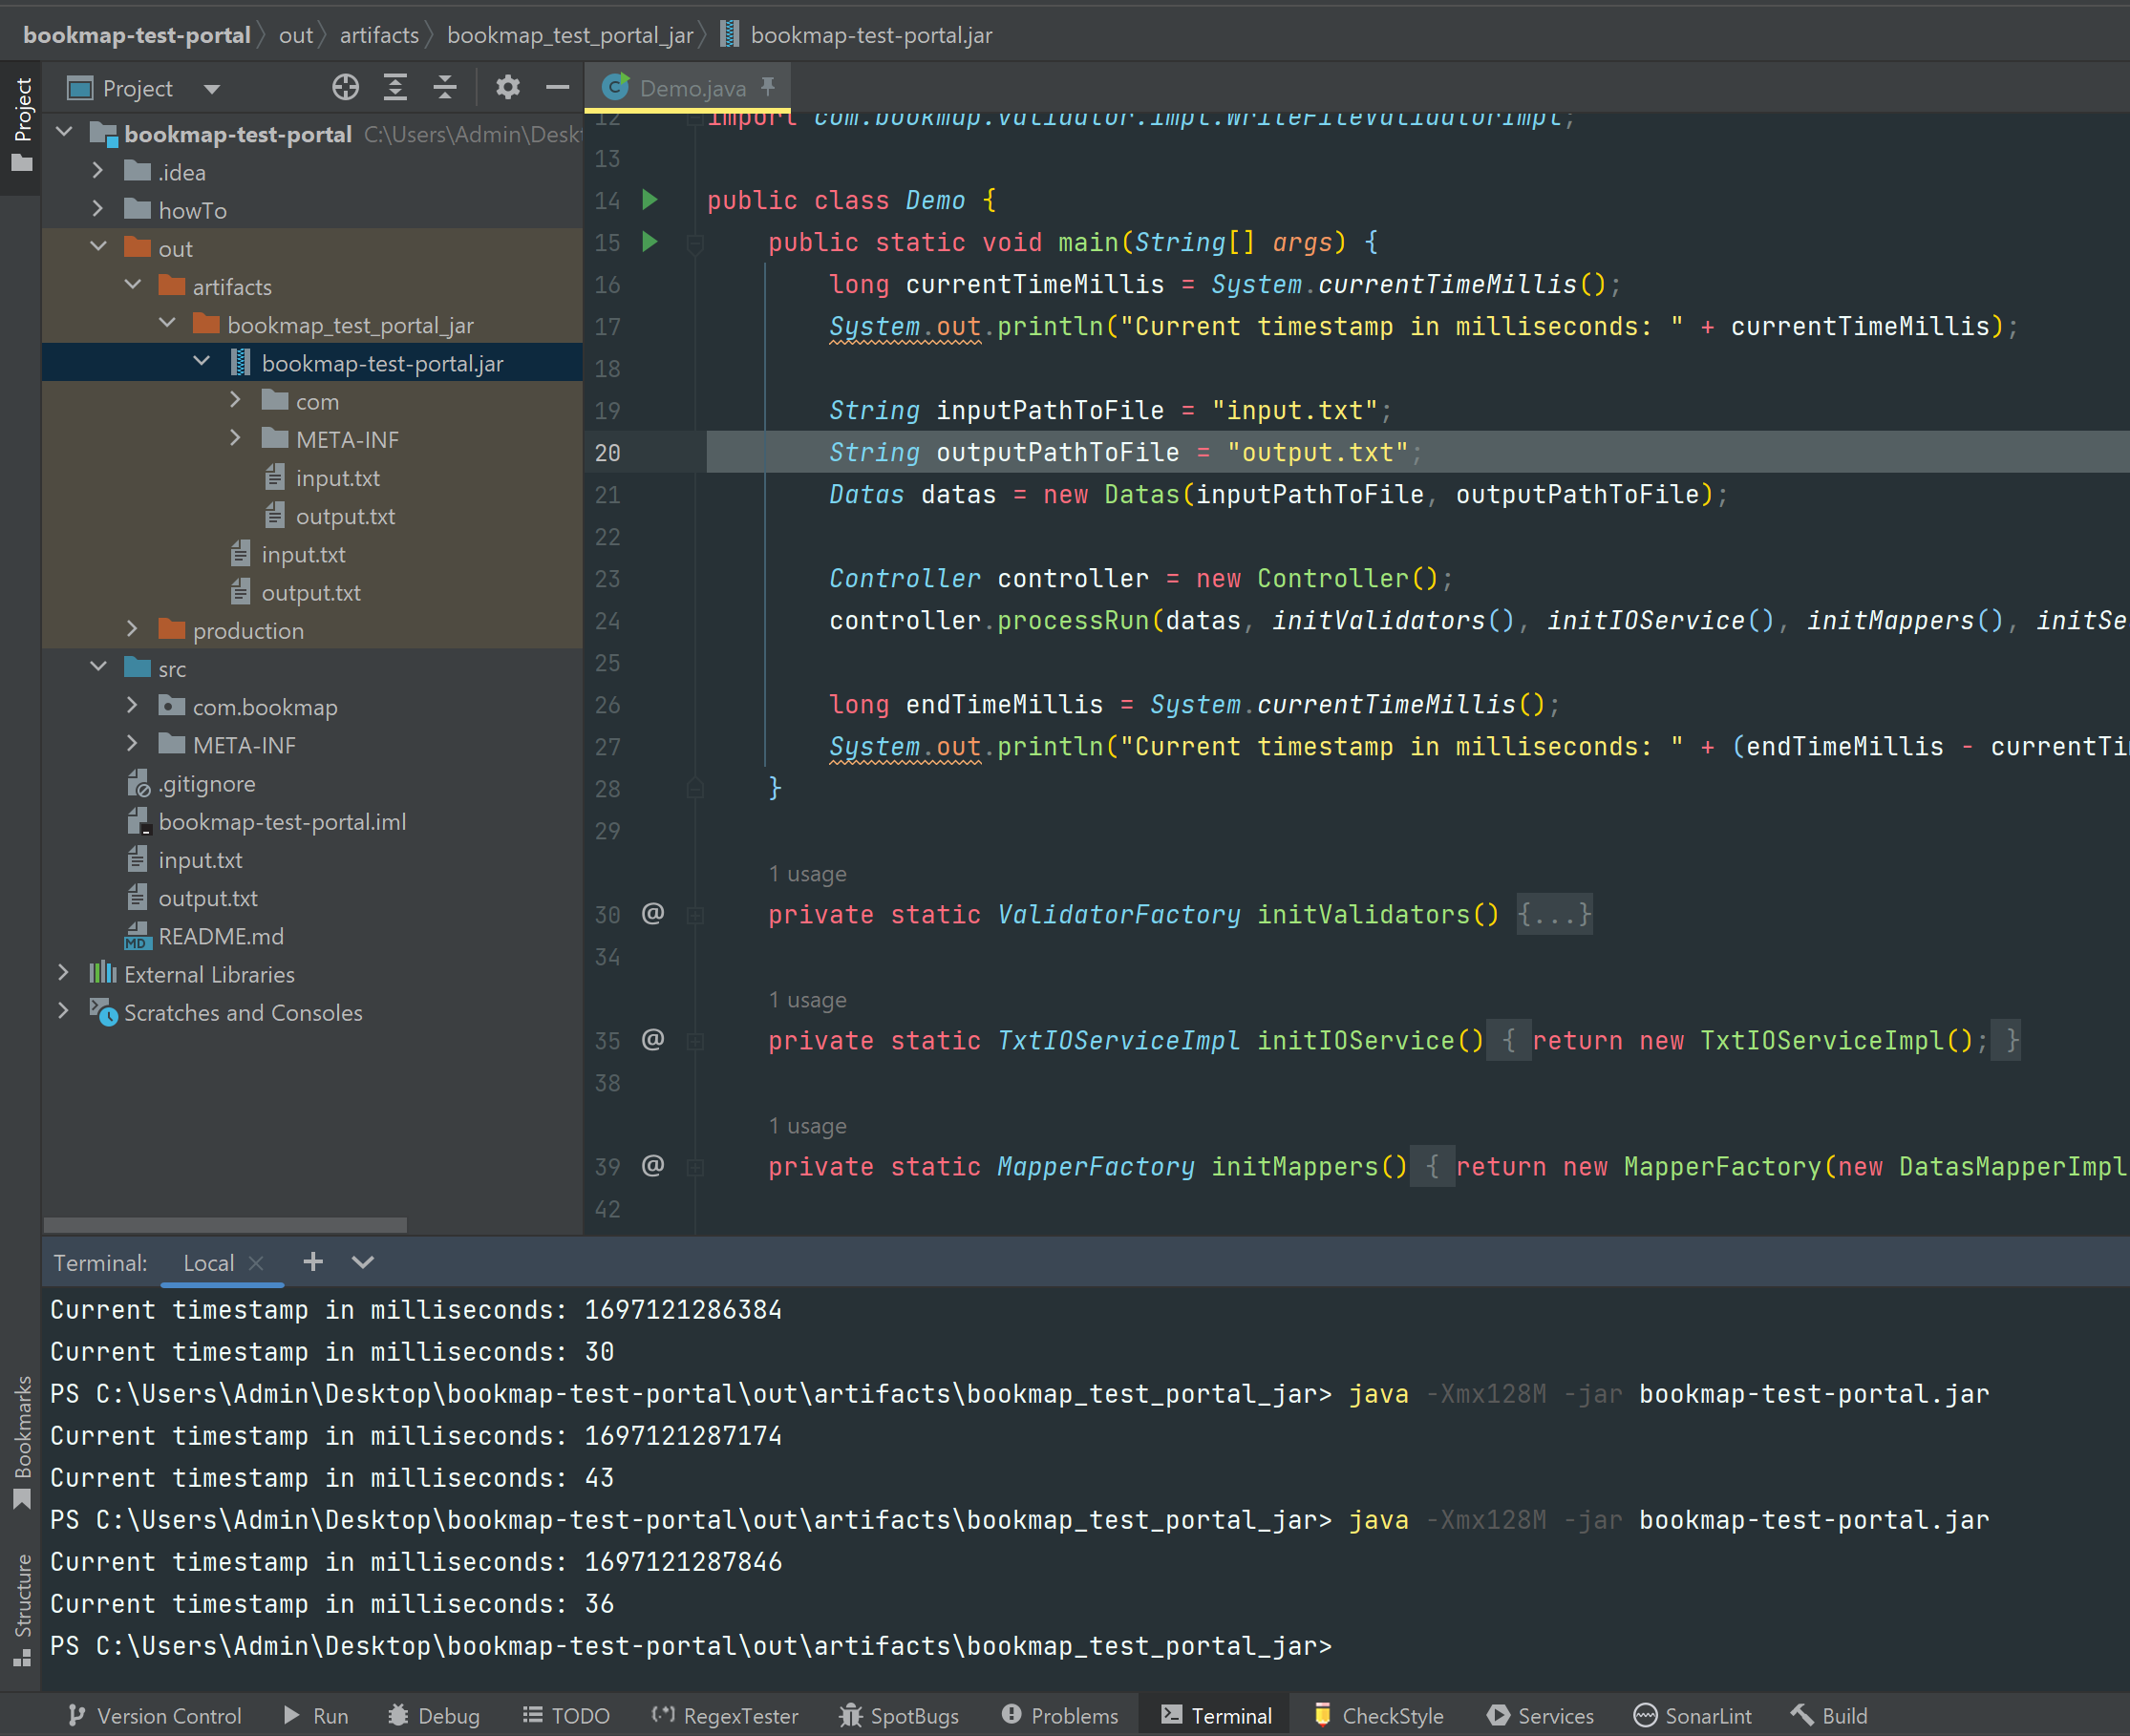 bookmap-test-portal out artifacts bookmap_test_portal_jar bookmap-test-portal.jar
Project
Project
bookmap-test-portal C:\Users\Admin\Deskt
.idea
howTo
out
artifacts
bookmap_test_portal_jar
bookmap-test-portal.jar
com
META-INF
input.txt
output.txt
input.txt
output.txt
production
src
com.bookmap
META-INF
.gitignore
bookmap-test-portal.iml
input.txt
output.txt
README.md
External Libraries
Scratches and Consoles
Demo.java
12 import com.bookmap.validator.impl.WriteFileValidatorImpl;
13
14 public class Demo {
15 public static void main(String[] args) {
16 long currentTimeMillis = System.currentTimeMillis();
17 System.out.println("Current timestamp in milliseconds: " + currentTimeMillis);
18
19 String inputPathToFile = "input.txt";
20 String outputPathToFile = "output.txt";
21 Datas datas = new Datas(inputPathToFile, outputPathToFile);
22
23 Controller controller = new Controller();
24 controller.processRun(datas, initValidators(), initIOService(), initMappers(), initSe
25
26 long endTimeMillis = System.currentTimeMillis();
27 System.out.println("Current timestamp in milliseconds: " + (endTimeMillis - currentTi
28 }
29
1 usage
30 @ private static ValidatorFactory initValidators() {...}
34
1 usage
35 @ private static TxtIOServiceImpl initIOService() { return new TxtIOServiceImpl(); }
38
1 usage
39 @ private static MapperFactory initMappers() { return new MapperFactory(new DatasMapperImpl
42
Terminal: Local
Current timestamp in milliseconds: 1697121286384
Current timestamp in milliseconds: 30
PS C:\Users\Admin\Desktop\bookmap-test-portal\out\artifacts\bookmap_test_portal_jar> java -Xmx128M -jar bookmap-test-portal.jar
Current timestamp in milliseconds: 1697121287174
Current timestamp in milliseconds: 43
PS C:\Users\Admin\Desktop\bookmap-test-portal\out\artifacts\bookmap_test_portal_jar> java -Xmx128M -jar bookmap-test-portal.jar
Current timestamp in milliseconds: 1697121287846
Current timestamp in milliseconds: 36
PS C:\Users\Admin\Desktop\bookmap-test-portal\out\artifacts\bookmap_test_portal_jar>
Bookmarks
Structure
Version Control Run Debug TODO RegexTester SpotBugs Problems Terminal CheckStyle Services SonarLint Build